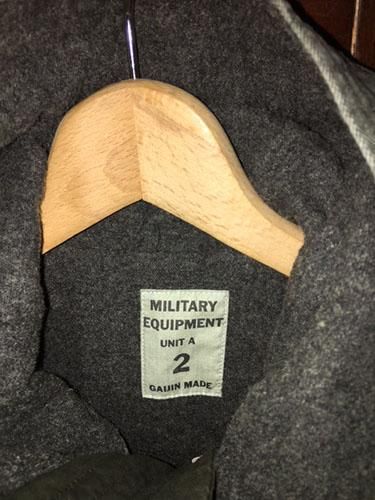 MILITARY
EQUIPMENT
UNIT A
2
GAIJIN MADE